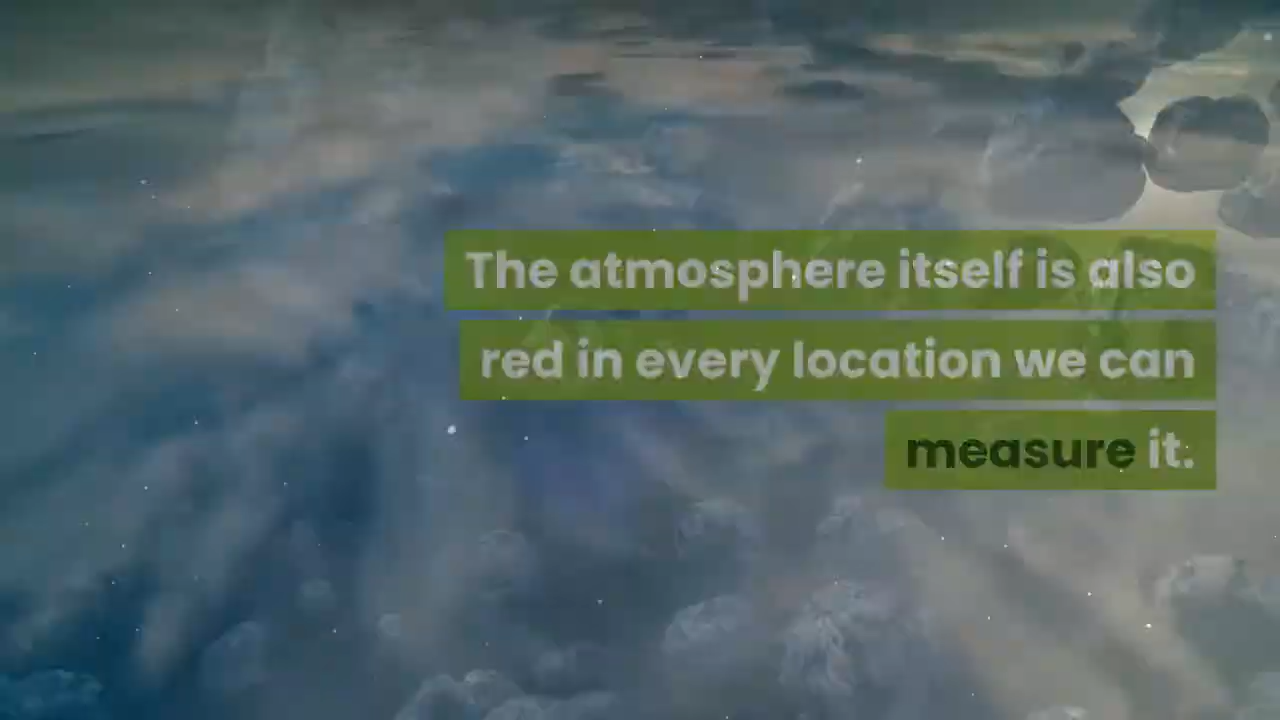 The atmosphere itself is also
red in every location we can
measure it.